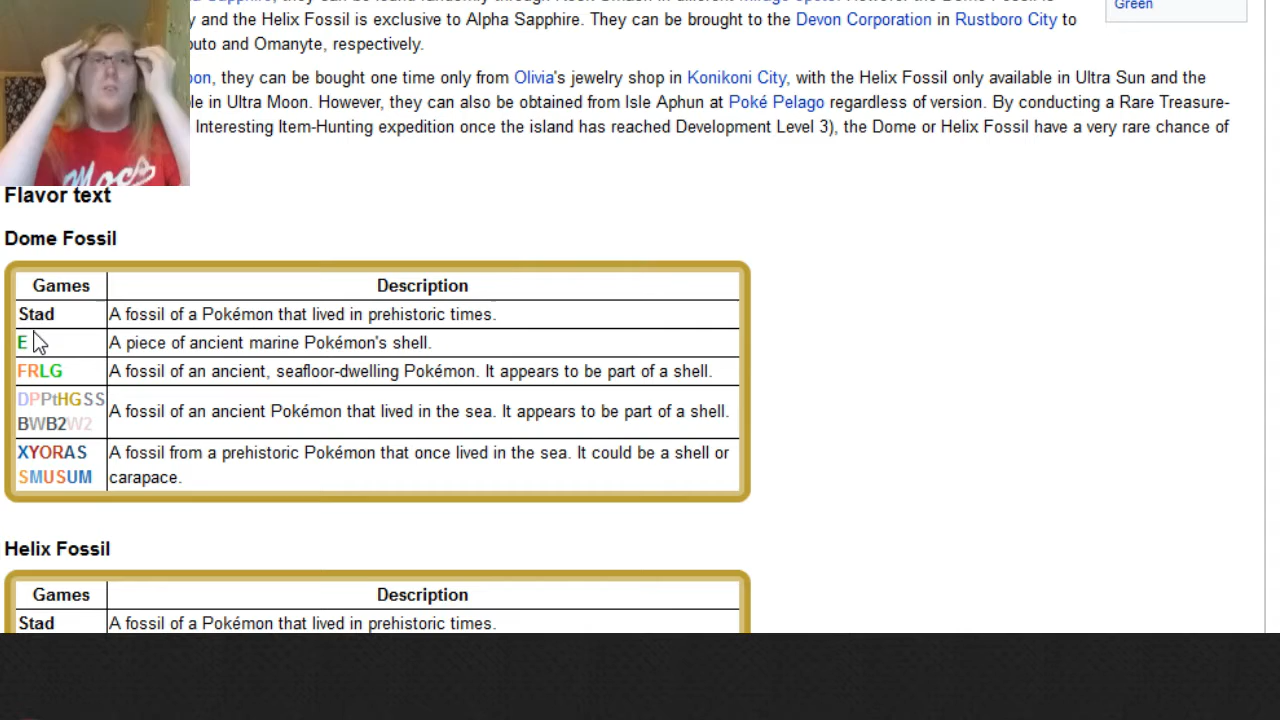 Green
y and the Helix Fossil is exclusive to Alpha Sapphire. They can be brought to the Devon Corporation in Rustboro City to
uto and Omanyte, respectively.
oon, they can be bought one time only from Olivia's jewelry shop in Konikoni City, with the Helix Fossil only available in Ultra Sun and the
le in Ultra Moon. However, they can also be obtained from Isle Aphun at Poké Pelago regardless of version. By conducting a Rare Treasure-
Interesting Item-Hunting expedition once the island has reached Development Level 3), the Dome or Helix Fossil have a very rare chance of
Flavor text
Dome Fossil
Games Description
Stad A fossil of a Pokémon that lived in prehistoric times.
E A piece of ancient marine Pokémon's shell.
FRLG A fossil of an ancient, seafloor-dwelling Pokémon. It appears to be part of a shell.
DPPtHGSS
BWB2W2 A fossil of an ancient Pokémon that lived in the sea. It appears to be part of a shell.
XYORAS A fossil from a prehistoric Pokémon that once lived in the sea. It could be a shell or
SMUSUM carapace.
Helix Fossil
Games Description
Stad A fossil of a Pokémon that lived in prehistoric times.